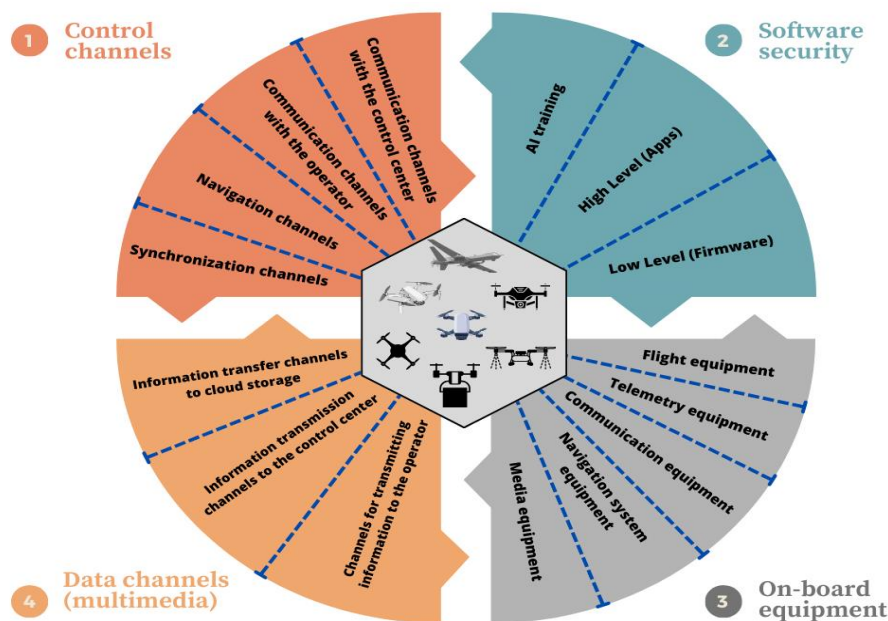 1
Control
channels
Synchronization channels
Navigation channels
Communication channels
with the operator
Communication channels
with the control center
2
Software
security
AI training
High Level (Apps)
Low Level (Firmware)
Flight equipment
Telemetry equipment
Communication equipment
Navigation system
equipment
Media equipment
3
On-board
equipment
Information transfer channels
to cloud storage
Information transmission
channels to the control center
Channels for transmitting
information to the operator
4
Data channels
(multimedia)